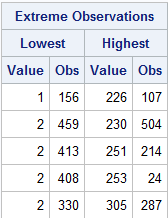 Extreme Observations
Lowest Highest
Value Obs Value Obs
1 156 226 107
2 459 230 504
2 413 251 214
2 408 253 24
2 330 305 287